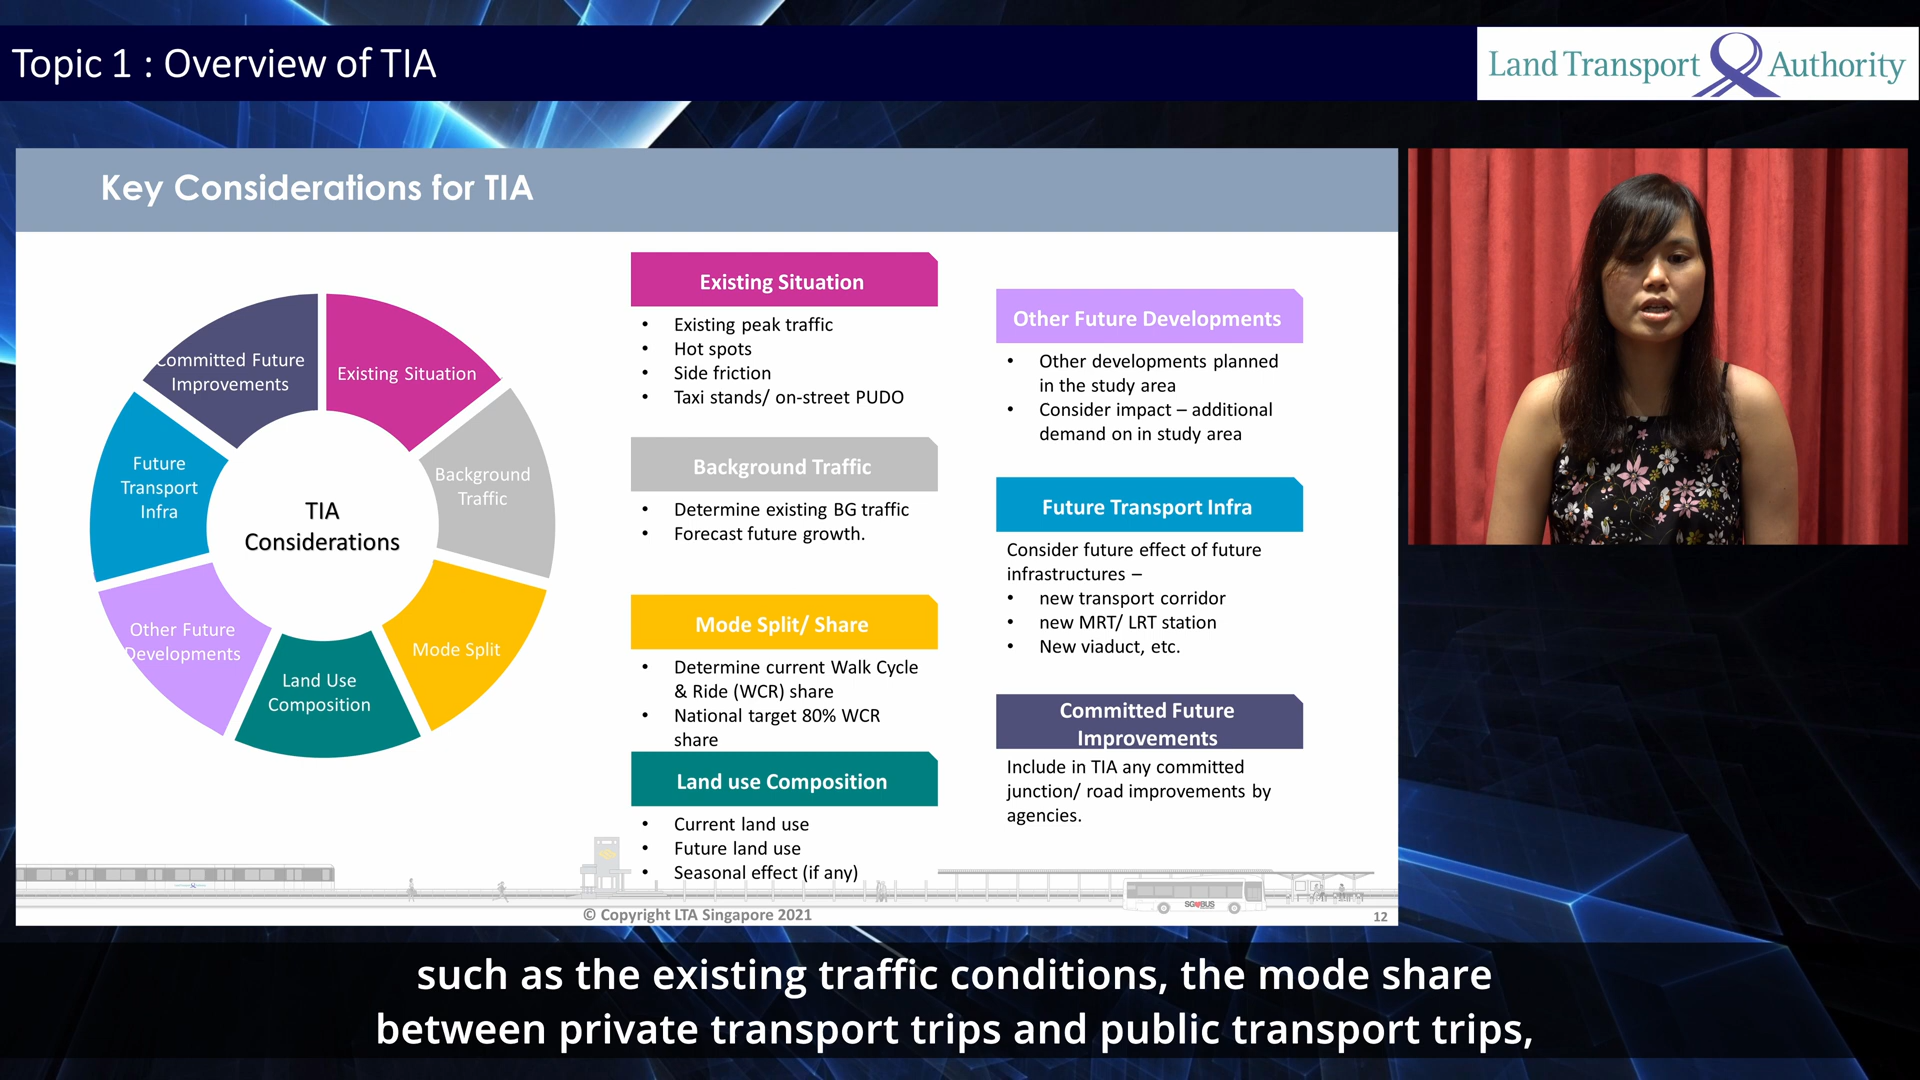 Topic 1 : Overview of TIA
Land Transport Authority
Key Considerations for TIA
Committed Future
Improvements
Existing Situation
Background
Traffic
Mode Split
Land Use
Composition
Other Future
Developments
Future
Transport
Infra
TIA
Considerations
Existing Situation
• Existing peak traffic
• Hot spots
• Side friction
• Taxi stands/ on-street PUDO
Background Traffic
• Determine existing BG traffic
• Forecast future growth.
Mode Split/ Share
• Determine current Walk Cycle
& Ride (WCR) share
• National target 80% WCR
share
Land use Composition
• Current land use
• Future land use
• Seasonal effect (if any)
Other Future Developments
• Other developments planned
in the study area
• Consider impact – additional
demand on in study area
Future Transport Infra
Consider future effect of future
infrastructures –
• new transport corridor
• new MRT/ LRT station
• New viaduct, etc.
Committed Future
Improvements
Include in TIA any committed
junction/ road improvements by
agencies.
SG♥BUS
© Copyright LTA Singapore 2021
12
such as the existing traffic conditions, the mode share
between private transport trips and public transport trips,